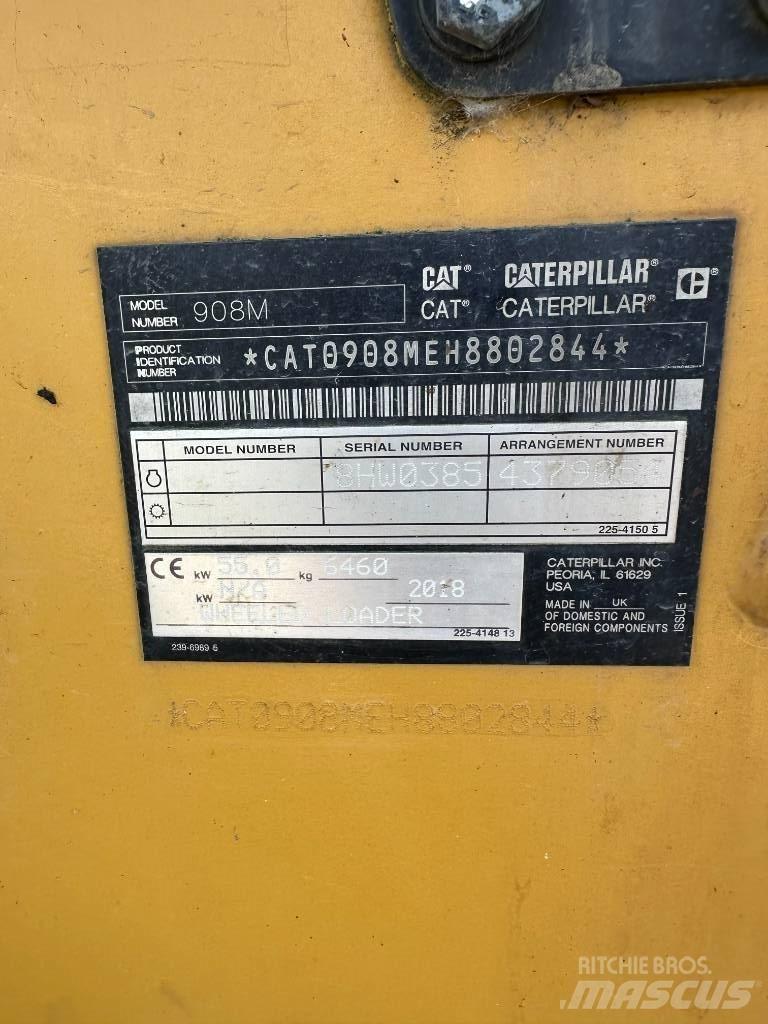 CAT® CATERPILLAR®
CAT® CATERPILLAR®
MODEL NUMBER 908M
PRODUCT IDENTIFICATION NUMBER *CAT0908MEH8802844*
MODEL NUMBER SERIAL NUMBER ARRANGEMENT NUMBER
8HW0385
225-4150 5
CE kW 55.0 kg 6460
kW N/A 2018
WHEELED LOADER
225-4148 13
239-6969 6
CATERPILLAR INC.
PEORIA, IL 61629
USA
MADE IN UK
OF DOMESTIC AND
FOREIGN COMPONENTS
ISSUE 1
*CAT0908MEH8802844*
RITCHIE BROS.
MASCUS